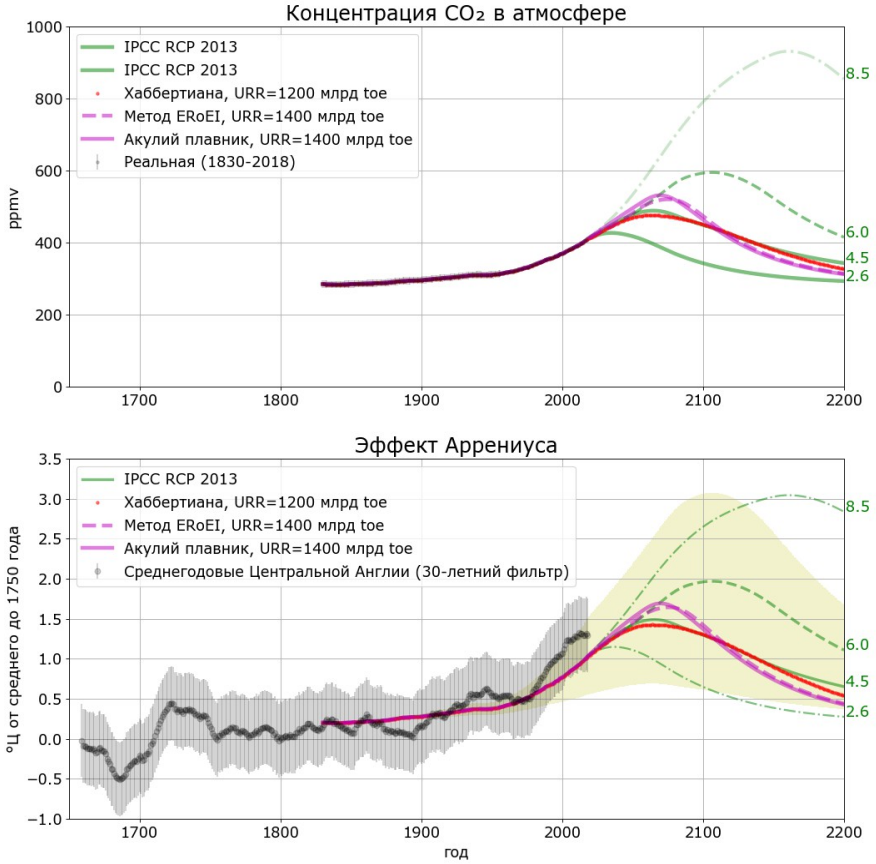 Концентрация CO₂ в атмосфере
1000
800
600
400
200
0
ppmv
IPCC RCP 2013
IPCC RCP 2013
Хаббертиана, URR=1200 млрд toe
Метод ERoEI, URR=1400 млрд toe
Акулий плавник, URR=1400 млрд toe
Реальная (1830-2018)
8.5
6.0
4.5
2.6
1700 1800 1900 2000 2100 2200
Эффект Аррениуса
3.5
3.0
2.5
2.0
1.5
1.0
0.5
0.0
−0.5
−1.0
°Ц от среднего до 1750 года
IPCC RCP 2013
Хаббертиана, URR=1200 млрд toe
Метод ERoEI, URR=1400 млрд toe
Акулий плавник, URR=1400 млрд toe
Среднегодовые Центральной Англии (30-летний фильтр)
8.5
6.0
4.5
2.6
1700 1800 1900 2000 2100 2200
год